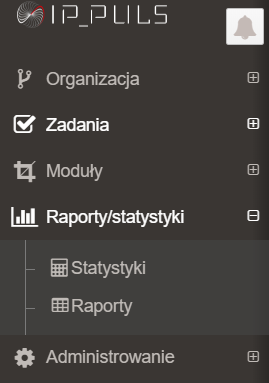 IP_PULS
Organizacja
Zadania
Moduły
Raporty/statystyki
Statystyki
Raporty
Administrowanie